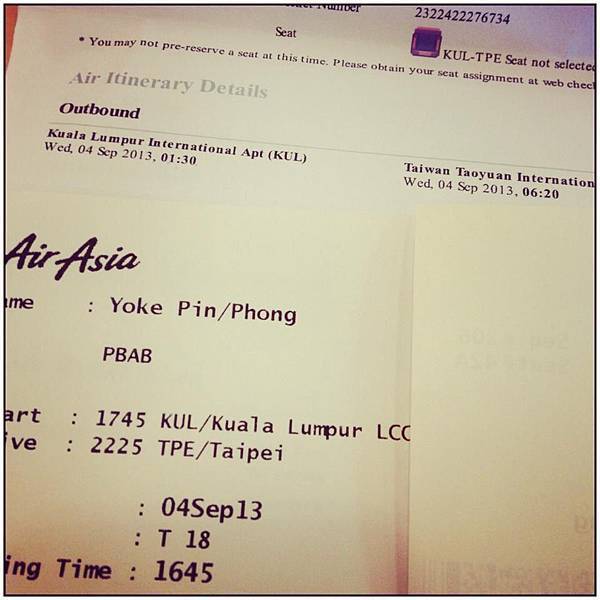 Number
2322422276734
Seat
KUL-TPE Seat not selected
* You may not pre-reserve a seat at this time. Please obtain your seat assignment at web chec
Air Itinerary Details
Outbound
Kuala Lumpur International Apt (KUL)
Wed, 04 Sep 2013, 01:30
Taiwan Taoyuan Internation
Wed, 04 Sep 2013, 06:20
AirAsia
ame : Yoke Pin/Phong
PBAB
art : 1745 KUL/Kuala Lumpur LCC
ive : 2225 TPE/Taipei
: 04Sep13
: T 18
ing Time : 1645